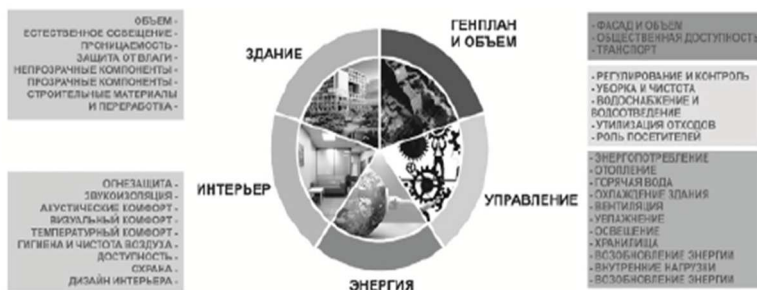 ОБЪЕМ -
ЕСТЕСТВЕННОЕ ОСВЕЩЕНИЕ -
ПРОНИЦАЕМОСТЬ -
ЗАЩИТА ОТ ВЛАГИ -
НЕПРОЗРАЧНЫЕ КОМПОНЕНТЫ -
ПРОЗРАЧНЫЕ КОМПОНЕНТЫ -
СТРОИТЕЛЬНЫЕ МАТЕРИАЛЫ
И ПЕРЕРАБОТКА -
ЗДАНИЕ
ГЕНПЛАН
И ОБЪЕМ
- ФАСАД И ОБЪЕМ
- ОБЩЕСТВЕННАЯ ДОСТУПНОСТЬ
- ТРАНСПОРТ
- РЕГУЛИРОВАНИЕ И КОНТРОЛЬ
- УБОРКА И ЧИСТОТА
- ВОДОСНАБЖЕНИЕ И
ВОДООТВЕДЕНИЕ
- УТИЛИЗАЦИЯ ОТХОДОВ
- РОЛЬ ПОСЕТИТЕЛЕЙ
ОГНЕЗАЩИТА -
ЗВУКОИЗОЛЯЦИЯ -
АКУСТИЧЕСКИЙ КОМФОРТ -
ВИЗУАЛЬНЫЙ КОМФОРТ -
ТЕМПЕРАТУРНЫЙ КОМФОРТ -
ГИГИЕНА И ЧИСТОТА ВОЗДУХА -
ДОСТУПНОСТЬ -
ОХРАНА -
ДИЗАЙН ИНТЕРЬЕРА -
ИНТЕРЬЕР
УПРАВЛЕНИЕ
ЭНЕРГИЯ
- ЭНЕРГОПОТРЕБЛЕНИЕ
- ОТОПЛЕНИЕ
- ГОРЯЧАЯ ВОДА
- ОХЛАЖДЕНИЕ ЗДАНИЯ
- ВЕНТИЛЯЦИЯ
- УВЛАЖНЕНИЕ
- ОСВЕЩЕНИЕ
- ХРАНИЛИЩА
- ВОЗОБНОВЛЕНИЕ ЭНЕРГИИ
- ВНУТРЕННИЕ НАГРУЗКИ
- ВОЗОБНОВЛЕНИЕ ЭНЕРГИИ